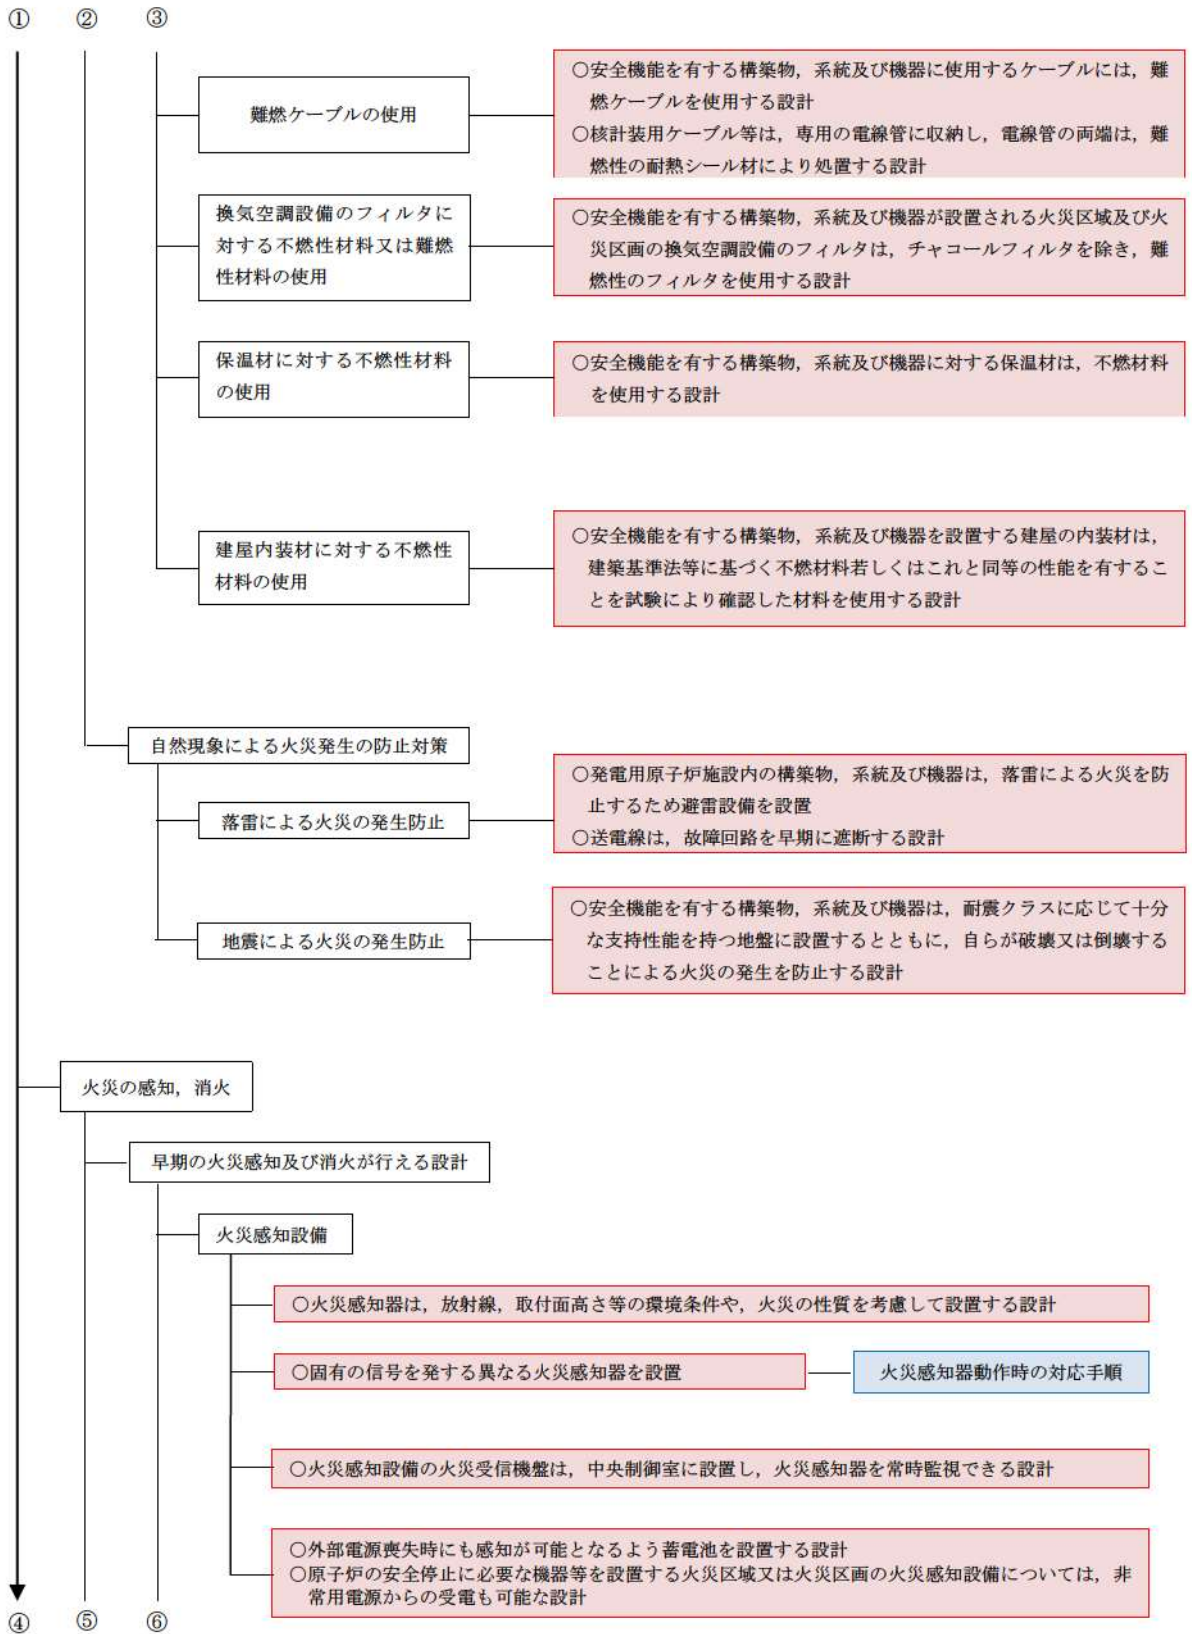 ① ② ③
難燃ケーブルの使用
○安全機能を有する構築物，系統及び機器に使用するケーブルには，難
燃ケーブルを使用する設計
○核計装用ケーブル等は，専用の電線管に収納し，電線管の両端は，難
燃性の耐熱シール材により処置する設計
換気空調設備のフィルタに
対する不燃性材料又は難燃
性材料の使用
○安全機能を有する構築物，系統及び機器が設置される火災区域及び火
災区画の換気空調設備のフィルタは，チャコールフィルタを除き，難
燃性のフィルタを使用する設計
保温材に対する不燃性材料
の使用
○安全機能を有する構築物，系統及び機器に対する保温材は，不燃材料
を使用する設計
建屋内装材に対する不燃性
材料の使用
○安全機能を有する構築物，系統及び機器を設置する建屋の内装材は，
建築基準法等に基づく不燃材料若しくはこれと同等の性能を有するこ
とを試験により確認した材料を使用する設計
自然現象による火災発生の防止対策
落雷による火災の発生防止
○発電用原子炉施設内の構築物，系統及び機器は，落雷による火災を防
止するため避雷設備を設置
○送電線は，故障回路を早期に遮断する設計
地震による火災の発生防止
○安全機能を有する構築物，系統及び機器は，耐震クラスに応じて十分
な支持性能を持つ地盤に設置するとともに，自らが破壊又は倒壊する
ことによる火災の発生を防止する設計
火災の感知，消火
早期の火災感知及び消火が行える設計
火災感知設備
○火災感知器は，放射線，取付面高さ等の環境条件や，火災の性質を考慮して設置する設計
○固有の信号を発する異なる火災感知器を設置
火災感知器動作時の対応手順
○火災感知設備の火災受信機盤は，中央制御室に設置し，火災感知器を常時監視できる設計
○外部電源喪失時にも感知が可能となるよう蓄電池を設置する設計
○原子炉の安全停止に必要な機器等を設置する火災区域又は火災区画の火災感知設備については，非
常用電源からの受電も可能な設計
④ ⑤ ⑥